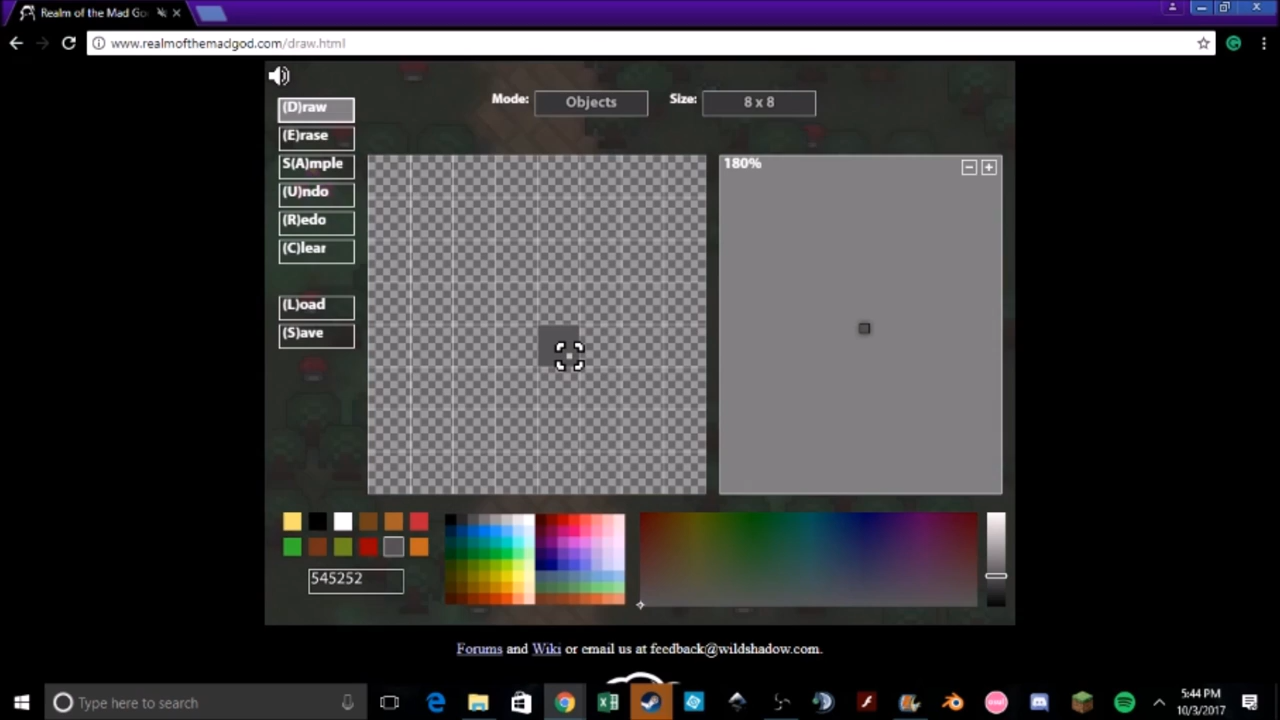 Realm of the Mad Go
www.realmofthemadgod.com/draw.html
Mode: Objects Size: 8 x 8
(D)raw
(E)rase
S(A)mple
(U)ndo
(R)edo
(C)lear
(L)oad
(S)ave
180%
545252
Forums and Wiki or email us at feedback@wildshadow.com.
Type here to search
5:44 PM
10/3/2017